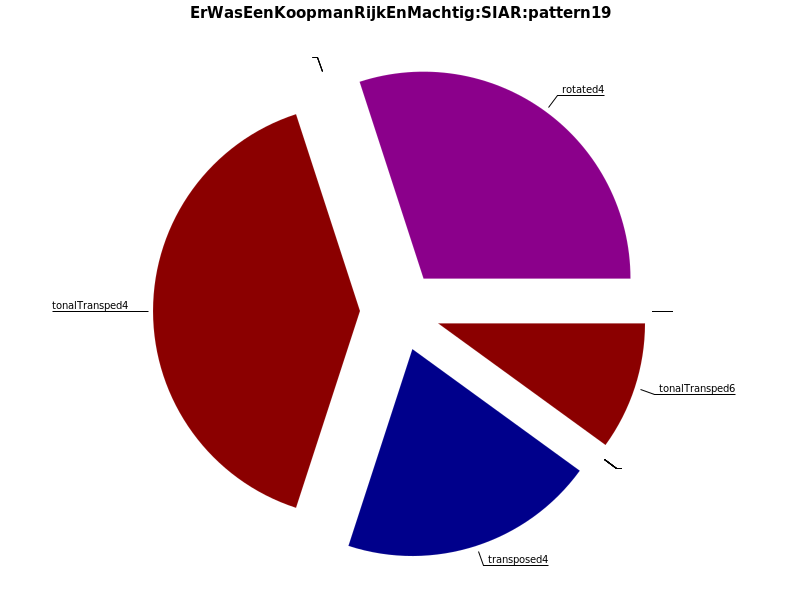 ErWasEenKoopmanRijkEnMachtig:SIAR:pattern19
rotated4
tonalTransped4
tonalTransped6
transposed4